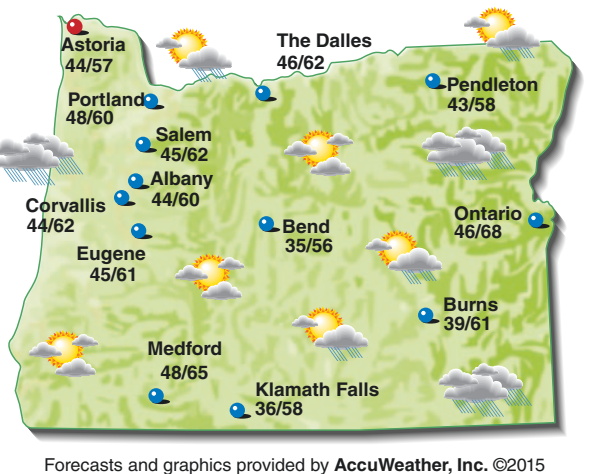 Astoria
44/57
The Dalles
46/62
Pendleton
43/58
Portland
48/60
Salem
45/62
Albany
44/60
Corvallis
44/62
Eugene
45/61
Bend
35/56
Ontario
46/68
Burns
39/61
Medford
48/65
Klamath Falls
36/58
Forecasts and graphics provided by AccuWeather, Inc. ©2015